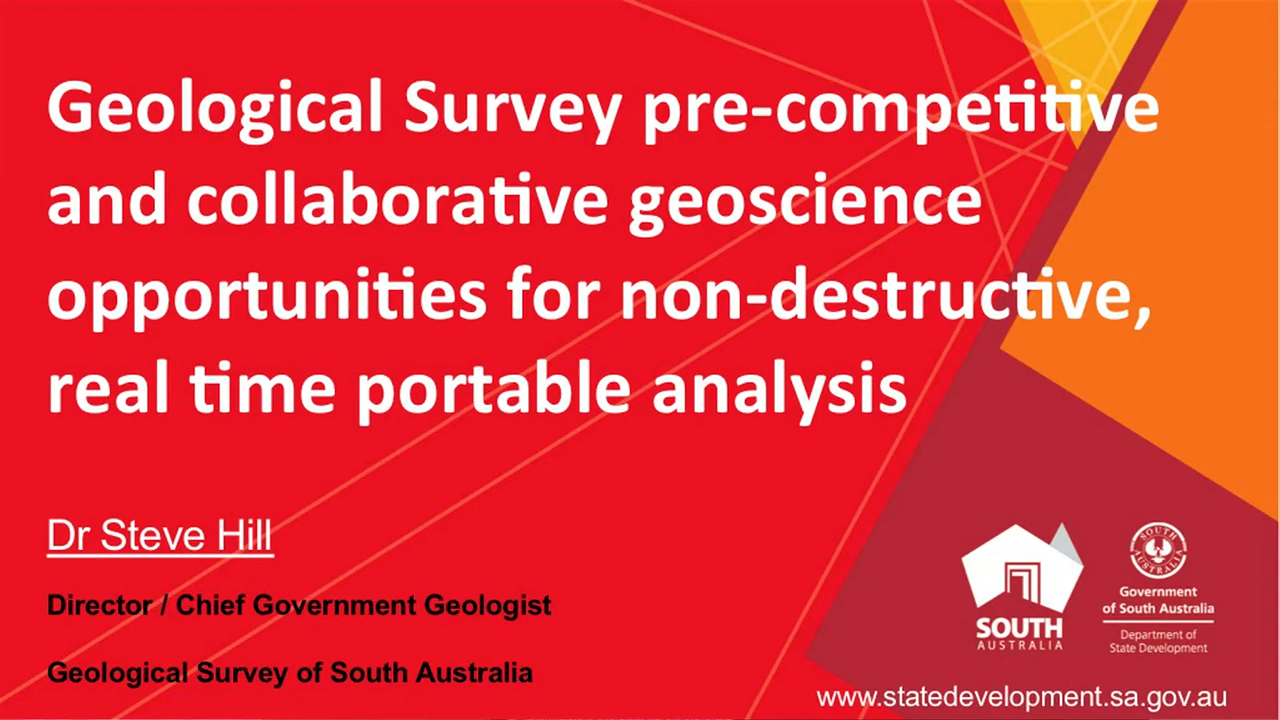 Geological Survey pre-competitive
and collaborative geoscience
opportunities for non-destructive,
real time portable analysis
Dr Steve Hill
Director / Chief Government Geologist
Geological Survey of South Australia
SOUTH
AUSTRALIA
SOUTH AUSTRALIA
Government
of South Australia
Department of
State Development
www.statedevelopment.sa.gov.au